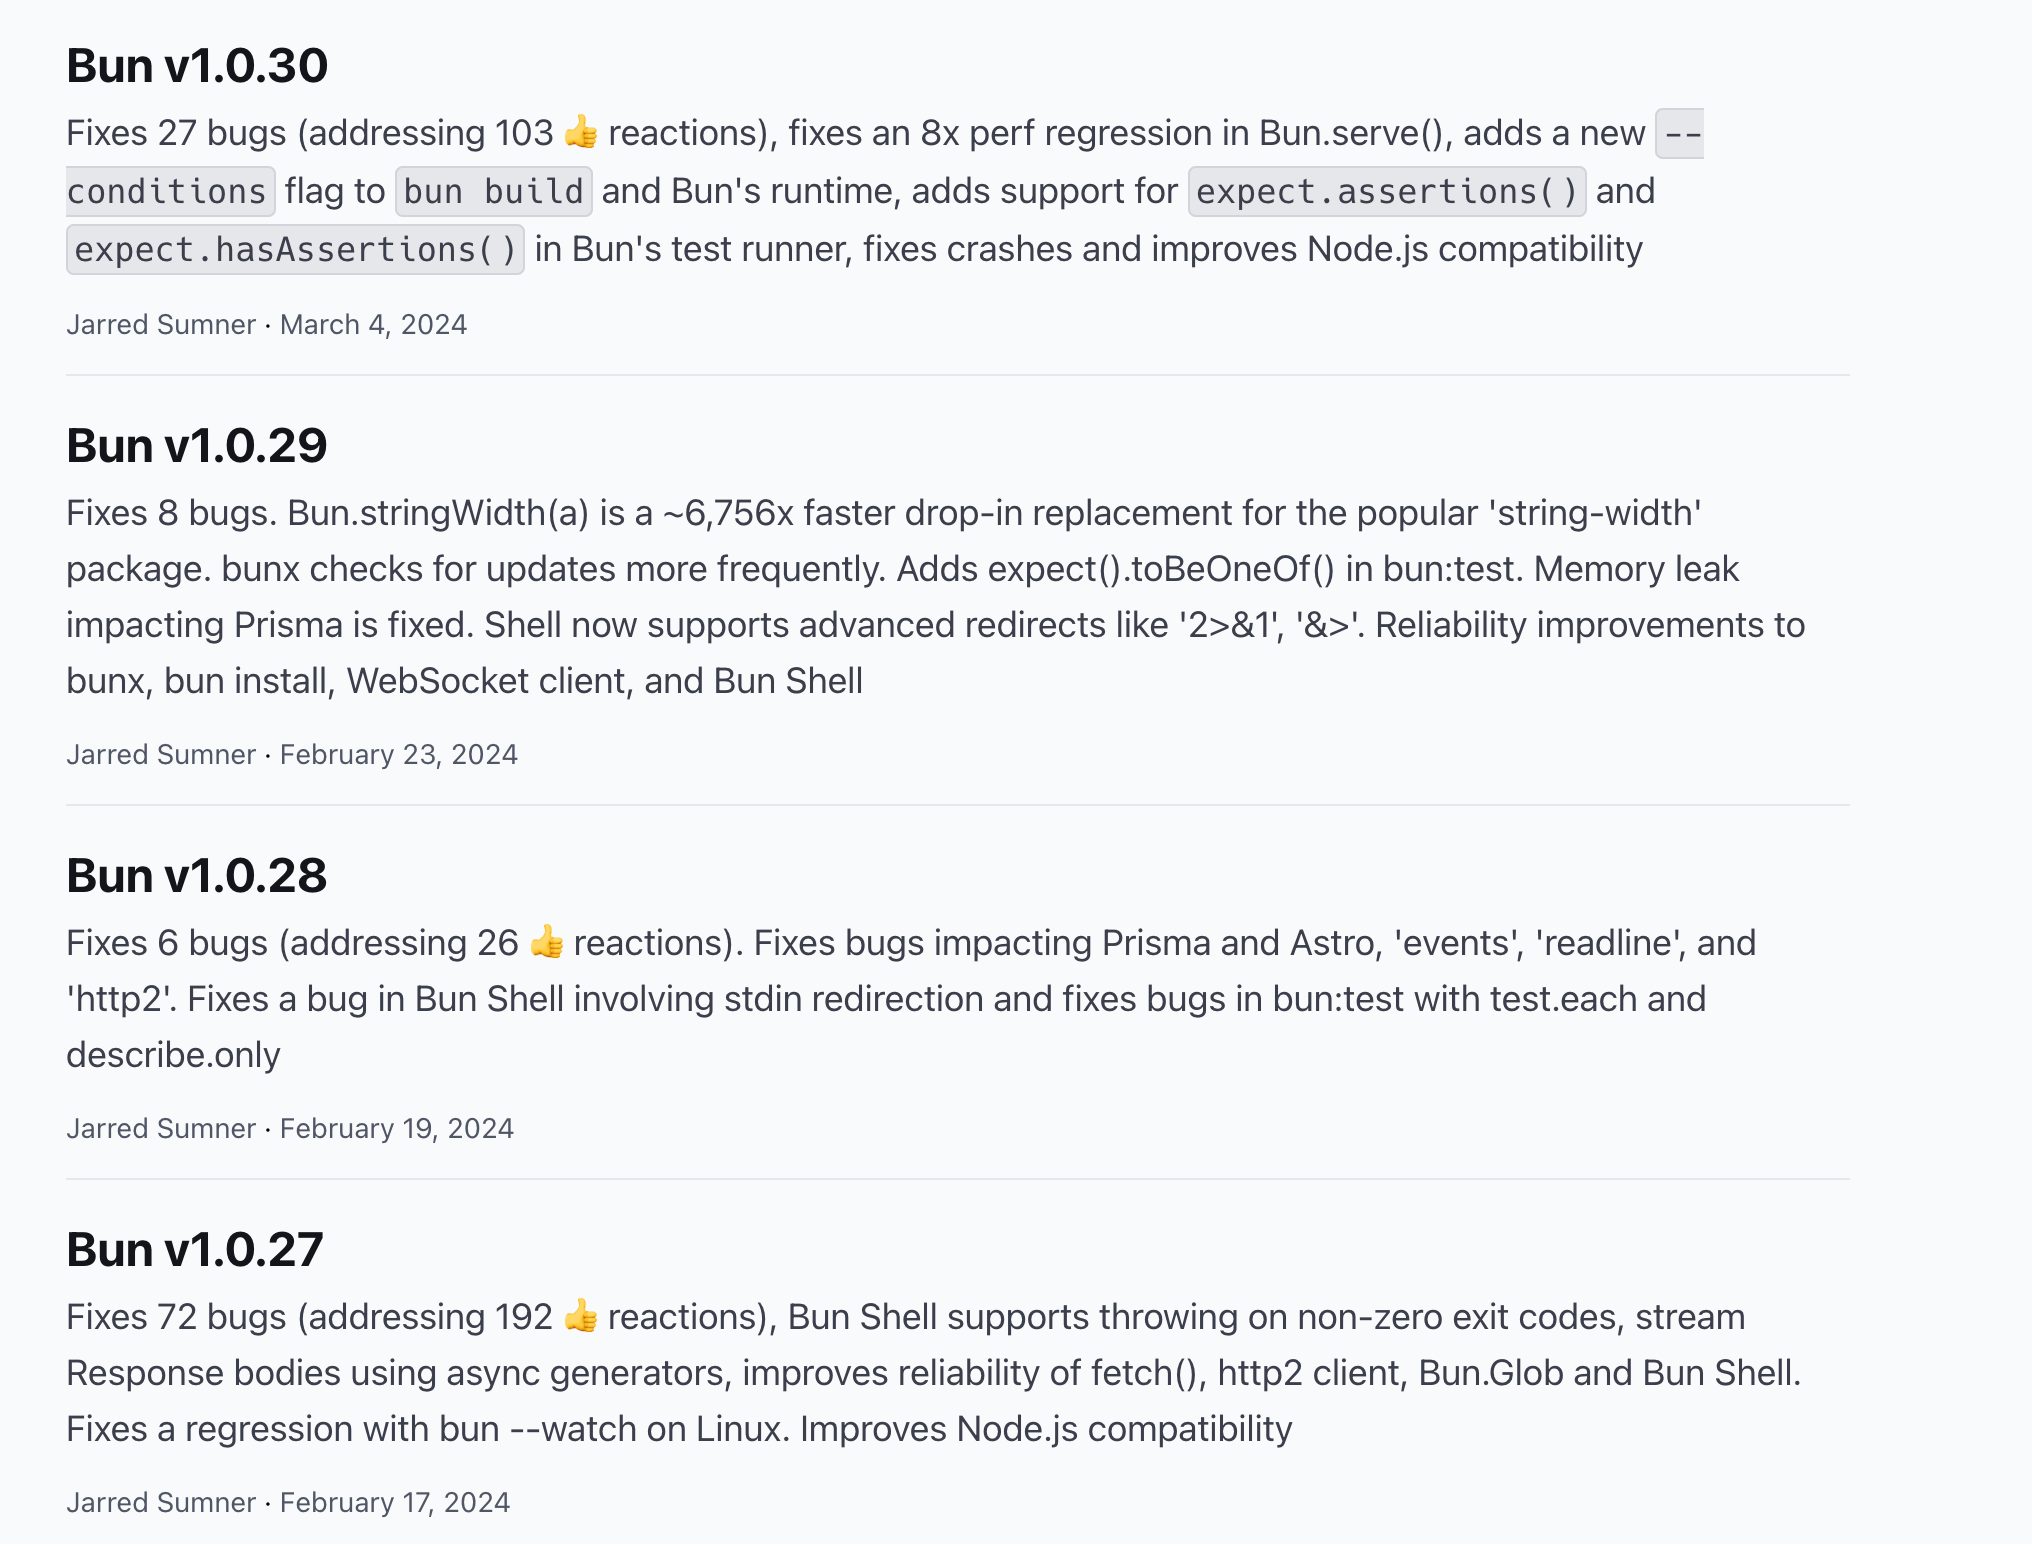 Bun v1.0.30
Fixes 27 bugs (addressing 103 👍 reactions), fixes an 8x perf regression in Bun.serve(), adds a new --
conditions flag to bun build and Bun's runtime, adds support for expect.assertions() and
expect.hasAssertions() in Bun's test runner, fixes crashes and improves Node.js compatibility
Jarred Sumner · March 4, 2024
Bun v1.0.29
Fixes 8 bugs. Bun.stringWidth(a) is a ~6,756x faster drop-in replacement for the popular 'string-width'
package. bunx checks for updates more frequently. Adds expect().toBeOneOf() in bun:test. Memory leak
impacting Prisma is fixed. Shell now supports advanced redirects like '2>&1', '&>'. Reliability improvements to
bunx, bun install, WebSocket client, and Bun Shell
Jarred Sumner · February 23, 2024
Bun v1.0.28
Fixes 6 bugs (addressing 26 👍 reactions). Fixes bugs impacting Prisma and Astro, 'events', 'readline', and
'http2'. Fixes a bug in Bun Shell involving stdin redirection and fixes bugs in bun:test with test.each and
describe.only
Jarred Sumner · February 19, 2024
Bun v1.0.27
Fixes 72 bugs (addressing 192 👍 reactions), Bun Shell supports throwing on non-zero exit codes, stream
Response bodies using async generators, improves reliability of fetch(), http2 client, Bun.Glob and Bun Shell.
Fixes a regression with bun --watch on Linux. Improves Node.js compatibility
Jarred Sumner · February 17, 2024